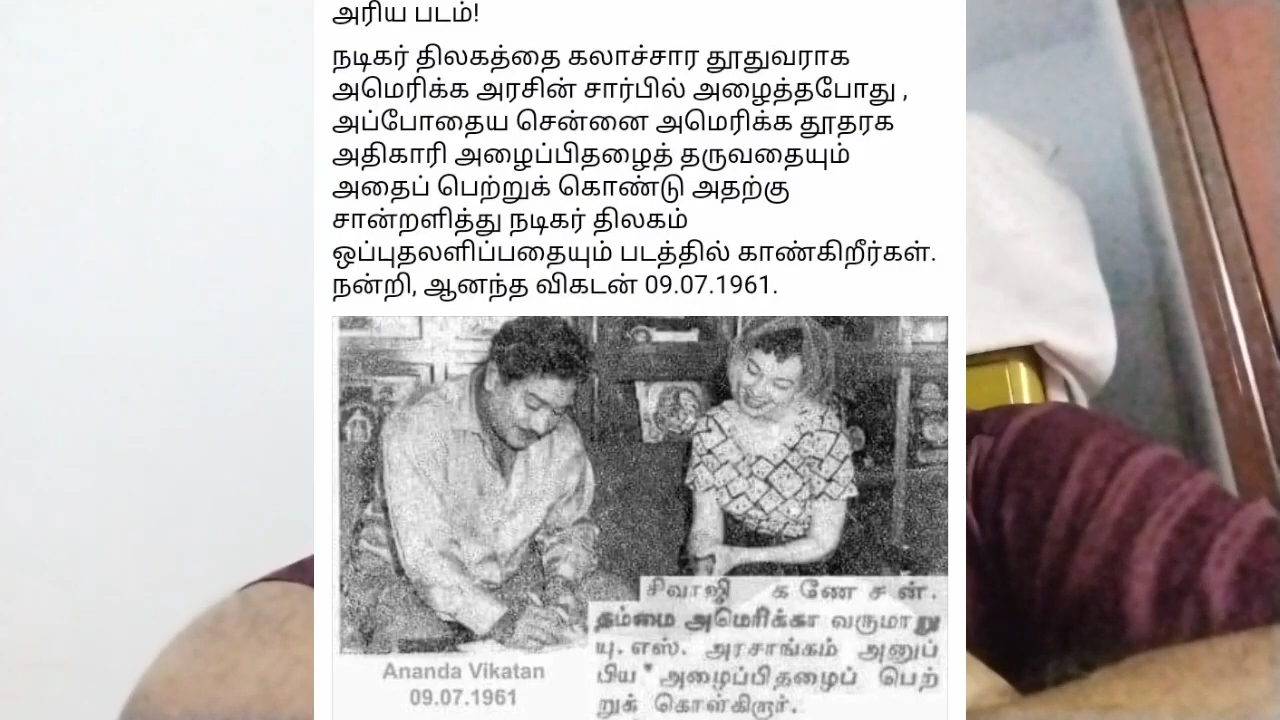 அரிய படம்!
நடிகர் திலகத்தை கலாச்சார தூதுவராக
அமெரிக்க அரசின் சார்பில் அழைத்தபோது ,
அப்போதைய சென்னை அமெரிக்க தூதரக
அதிகாரி அழைப்பிதழைத் தருவதையும்
அதைப் பெற்றுக் கொண்டு அதற்கு
சான்றளித்து நடிகர் திலகம்
ஒப்புதலளிப்பதையும் படத்தில் காண்கிறீர்கள்.
நன்றி, ஆனந்த விகடன் 09.07.1961.
சிவாஜி கணேசன்.
தம்மை அமெரிக்கா வருமாறு
யு. எஸ். அரசாங்கம் அனுப்
பிய அழைப்பிதழைப் பெற்
றுக் கொள்கிறார்.
Ananda Vikatan
09.07.1961